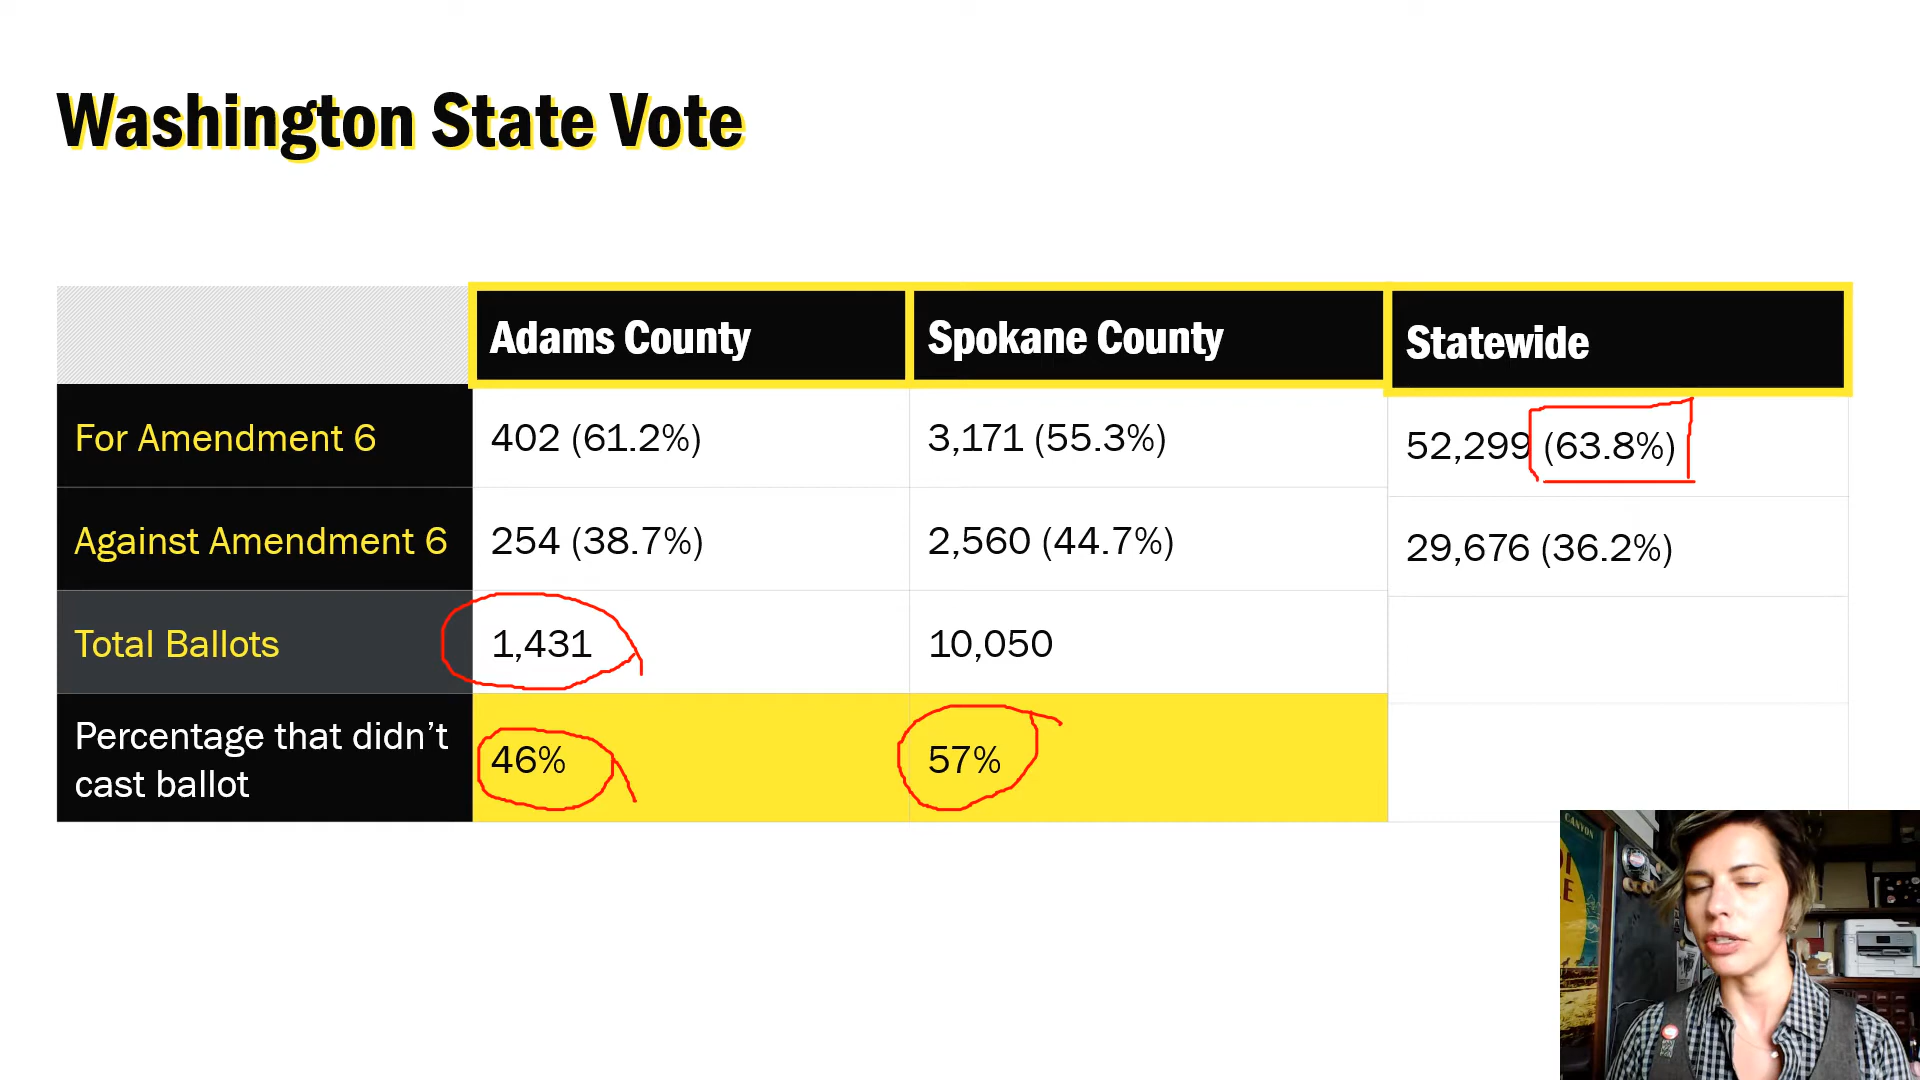 Washington State Vote
Adams County Spokane County Statewide
For Amendment 6 402 (61.2%) 3,171 (55.3%) 52,299 (63.8%)
Against Amendment 6 254 (38.7%) 2,560 (44.7%) 29,676 (36.2%)
Total Ballots 1,431 10,050
Percentage that didn’t
cast ballot 46% 57%
CANYON